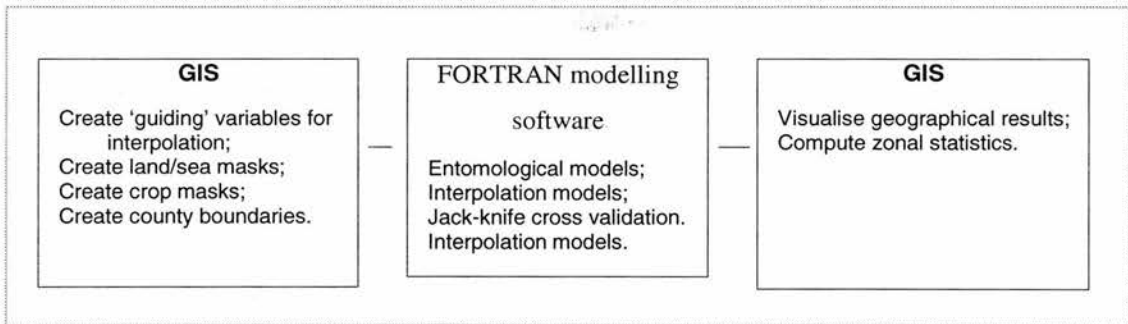 GIS
Create 'guiding' variables for
interpolation;
Create land/sea masks;
Create crop masks;
Create county boundaries.
FORTRAN modelling
software
Entomological models;
Interpolation models;
Jack-knife cross validation.
Interpolation models.
GIS
Visualise geographical results;
Compute zonal statistics.